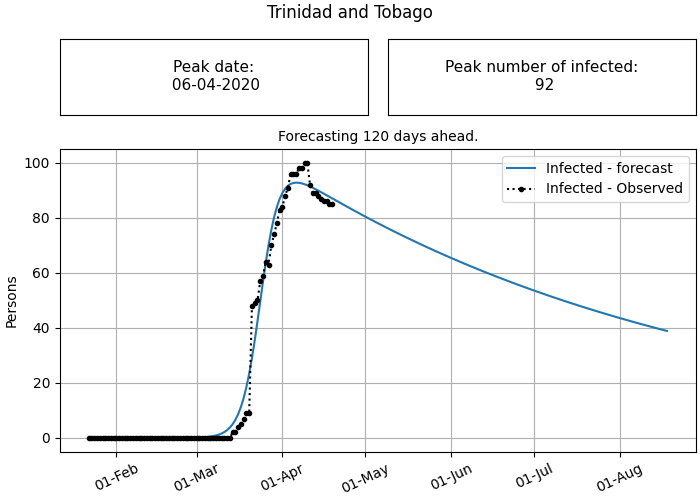 Trinidad and Tobago
Peak date:
06-04-2020
Peak number of infected:
92
Forecasting 120 days ahead.
Infected - forecast
Infected - Observed
Persons
100
80
60
40
20
0
01-Feb
01-Mar
01-Apr
01-May
01-Jun
01-Jul
01-Aug